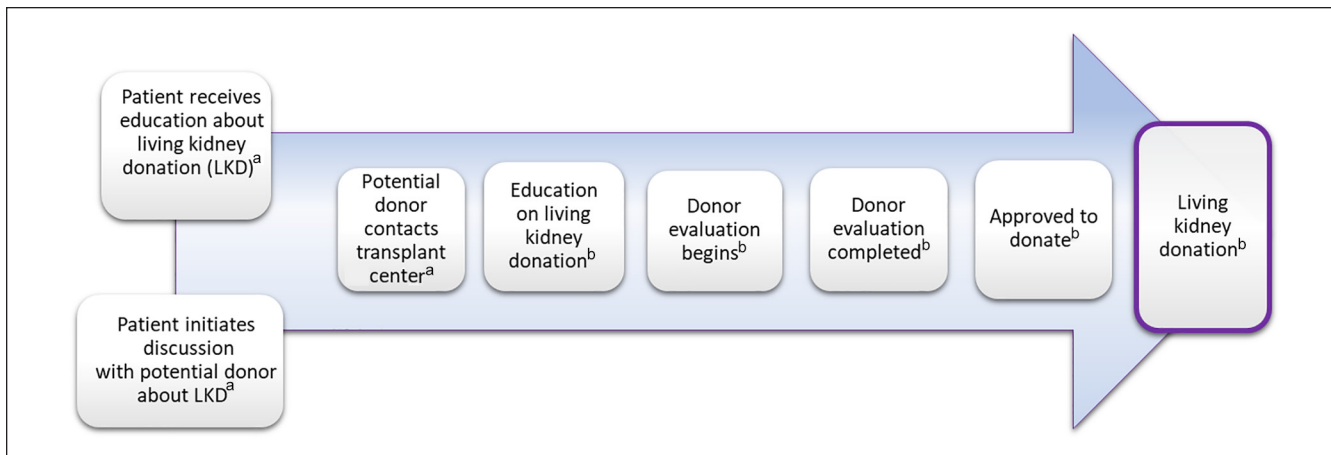 Patient receives
education about
living kidney
donation (LKD)a
Patient initiates
discussion
with potential donor
about LKDa
Potential
donor
contacts
transplant
centera
Education
on living
kidney
donationb
Donor
evaluation
beginsb
Donor
evaluation
completedb
Approved to
donateb
Living
kidney
donationb